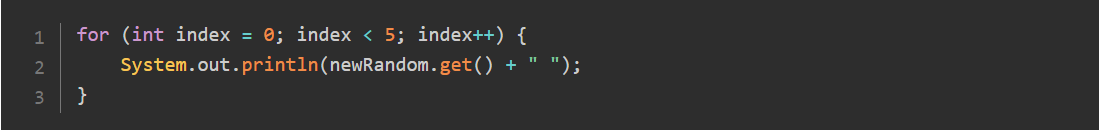 1 for (int index = 0; index < 5; index++) {
2     System.out.println(newRandom.get() + " ");
3 }